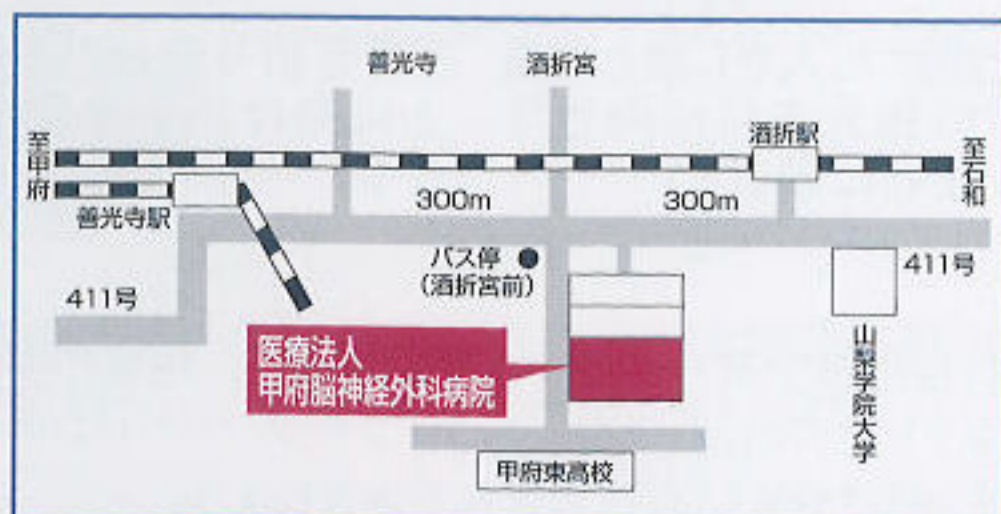 善光寺
酒折宮
酒折駅
至甲府
至石和
善光寺駅
300m
300m
バス停
(酒折宮前)
411号
411号
医療法人
甲府脳神経外科病院
山梨学院大学
甲府東高校